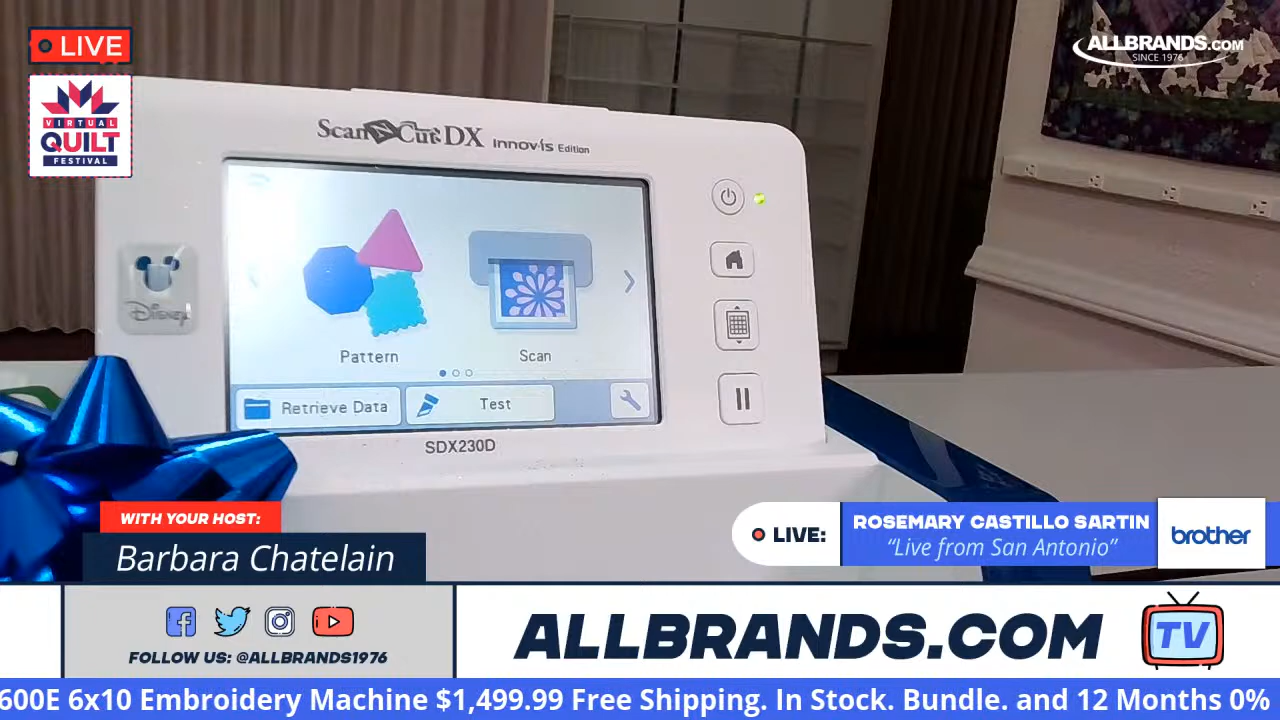 LIVE
VIRTUAL
QUILT
FESTIVAL
ALLBRANDS.COM
SINCE 1976
ScanNCut DX Innov-ís Edition
Disney
Pattern
Scan
Retrieve Data
Test
SDX230D
WITH YOUR HOST:
Barbara Chatelain
LIVE:
ROSEMARY CASTILLO SARTIN
“Live from San Antonio”
brother
FOLLOW US: @ALLBRANDS1976
ALLBRANDS.COM
TV
600E 6x10 Embroidery Machine $1,499.99 Free Shipping. In Stock. Bundle. and 12 Months 0%